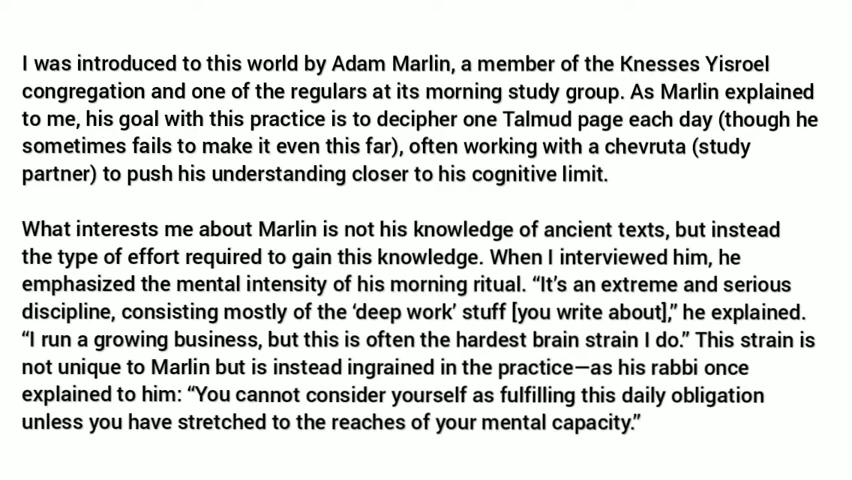 I was introduced to this world by Adam Marlin, a member of the Knesses Yisroel
congregation and one of the regulars at its morning study group. As Marlin explained
to me, his goal with this practice is to decipher one Talmud page each day (though he
sometimes fails to make it even this far), often working with a chevruta (study
partner) to push his understanding closer to his cognitive limit.

What interests me about Marlin is not his knowledge of ancient texts, but instead
the type of effort required to gain this knowledge. When I interviewed him, he
emphasized the mental intensity of his morning ritual. “It’s an extreme and serious
discipline, consisting mostly of the ‘deep work’ stuff [you write about],” he explained.
“I run a growing business, but this is often the hardest brain strain I do.” This strain is
not unique to Marlin but is instead ingrained in the practice—as his rabbi once
explained to him: “You cannot consider yourself as fulfilling this daily obligation
unless you have stretched to the reaches of your mental capacity.”